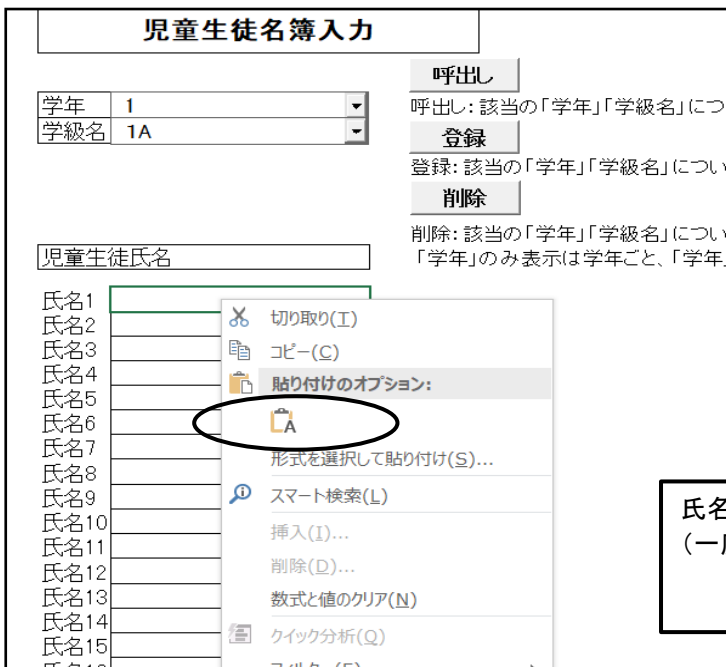 児童生徒名簿入力
呼出し
学年 1
呼出し：該当の「学年」「学級名」につ
学級名 1A
登録
登録：該当の「学年」「学級名」につい
削除
削除：該当の「学年」「学級名」につい
児童生徒氏名
「学年」のみ表示は学年ごと、「学年」
氏名1
氏名2
氏名3
氏名4
氏名5
氏名6
氏名7
氏名8
氏名9
氏名10
氏名11
氏名12
氏名13
氏名14
氏名15
切り取り(T)
コピー(C)
貼り付けのオプション:
A
形式を選択して貼り付け(S)...
スマート検索(L)
挿入(I)...
削除(D)...
数式と値のクリア(N)
クイック分析(Q)
氏名
（一